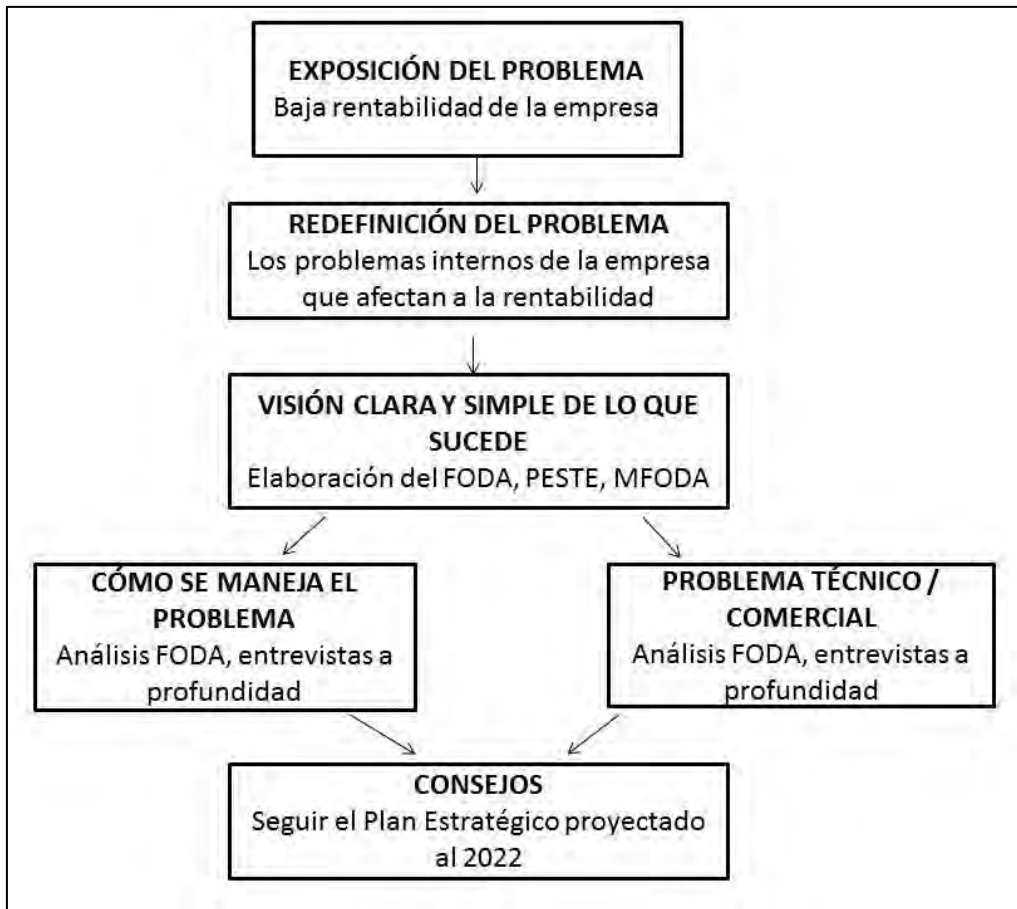 EXPOSICIÓN DEL PROBLEMA
Baja rentabilidad de la empresa
REDEFINICIÓN DEL PROBLEMA
Los problemas internos de la empresa
que afectan a la rentabilidad
VISIÓN CLARA Y SIMPLE DE LO QUE
SUCEDE
Elaboración del FODA, PESTE, MFODA
CÓMO SE MANEJA EL
PROBLEMA
Análisis FODA, entrevistas a
profundidad
PROBLEMA TÉCNICO /
COMERCIAL
Análisis FODA, entrevistas a
profundidad
CONSEJOS
Seguir el Plan Estratégico proyectado
al 2022